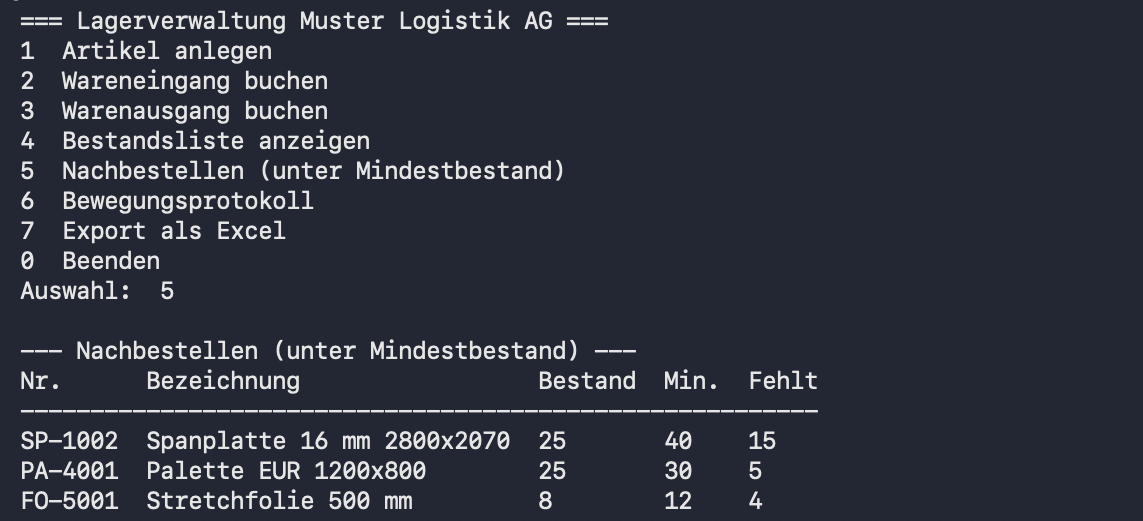 === Lagerverwaltung Muster Logistik AG ===
1  Artikel anlegen
2  Wareneingang buchen
3  Warenausgang buchen
4  Bestandsliste anzeigen
5  Nachbestellen (unter Mindestbestand)
6  Bewegungsprotokoll
7  Export als Excel
0  Beenden
Auswahl:  5

--- Nachbestellen (unter Mindestbestand) ---
Nr.      Bezeichnung                 Bestand  Min.  Fehlt
---------------------------------------------------------
SP-1002  Spanplatte 16 mm 2800x2070  25       40    15
PA-4001  Palette EUR 1200x800        25       30    5
FO-5001  Stretchfolie 500 mm         8        12    4